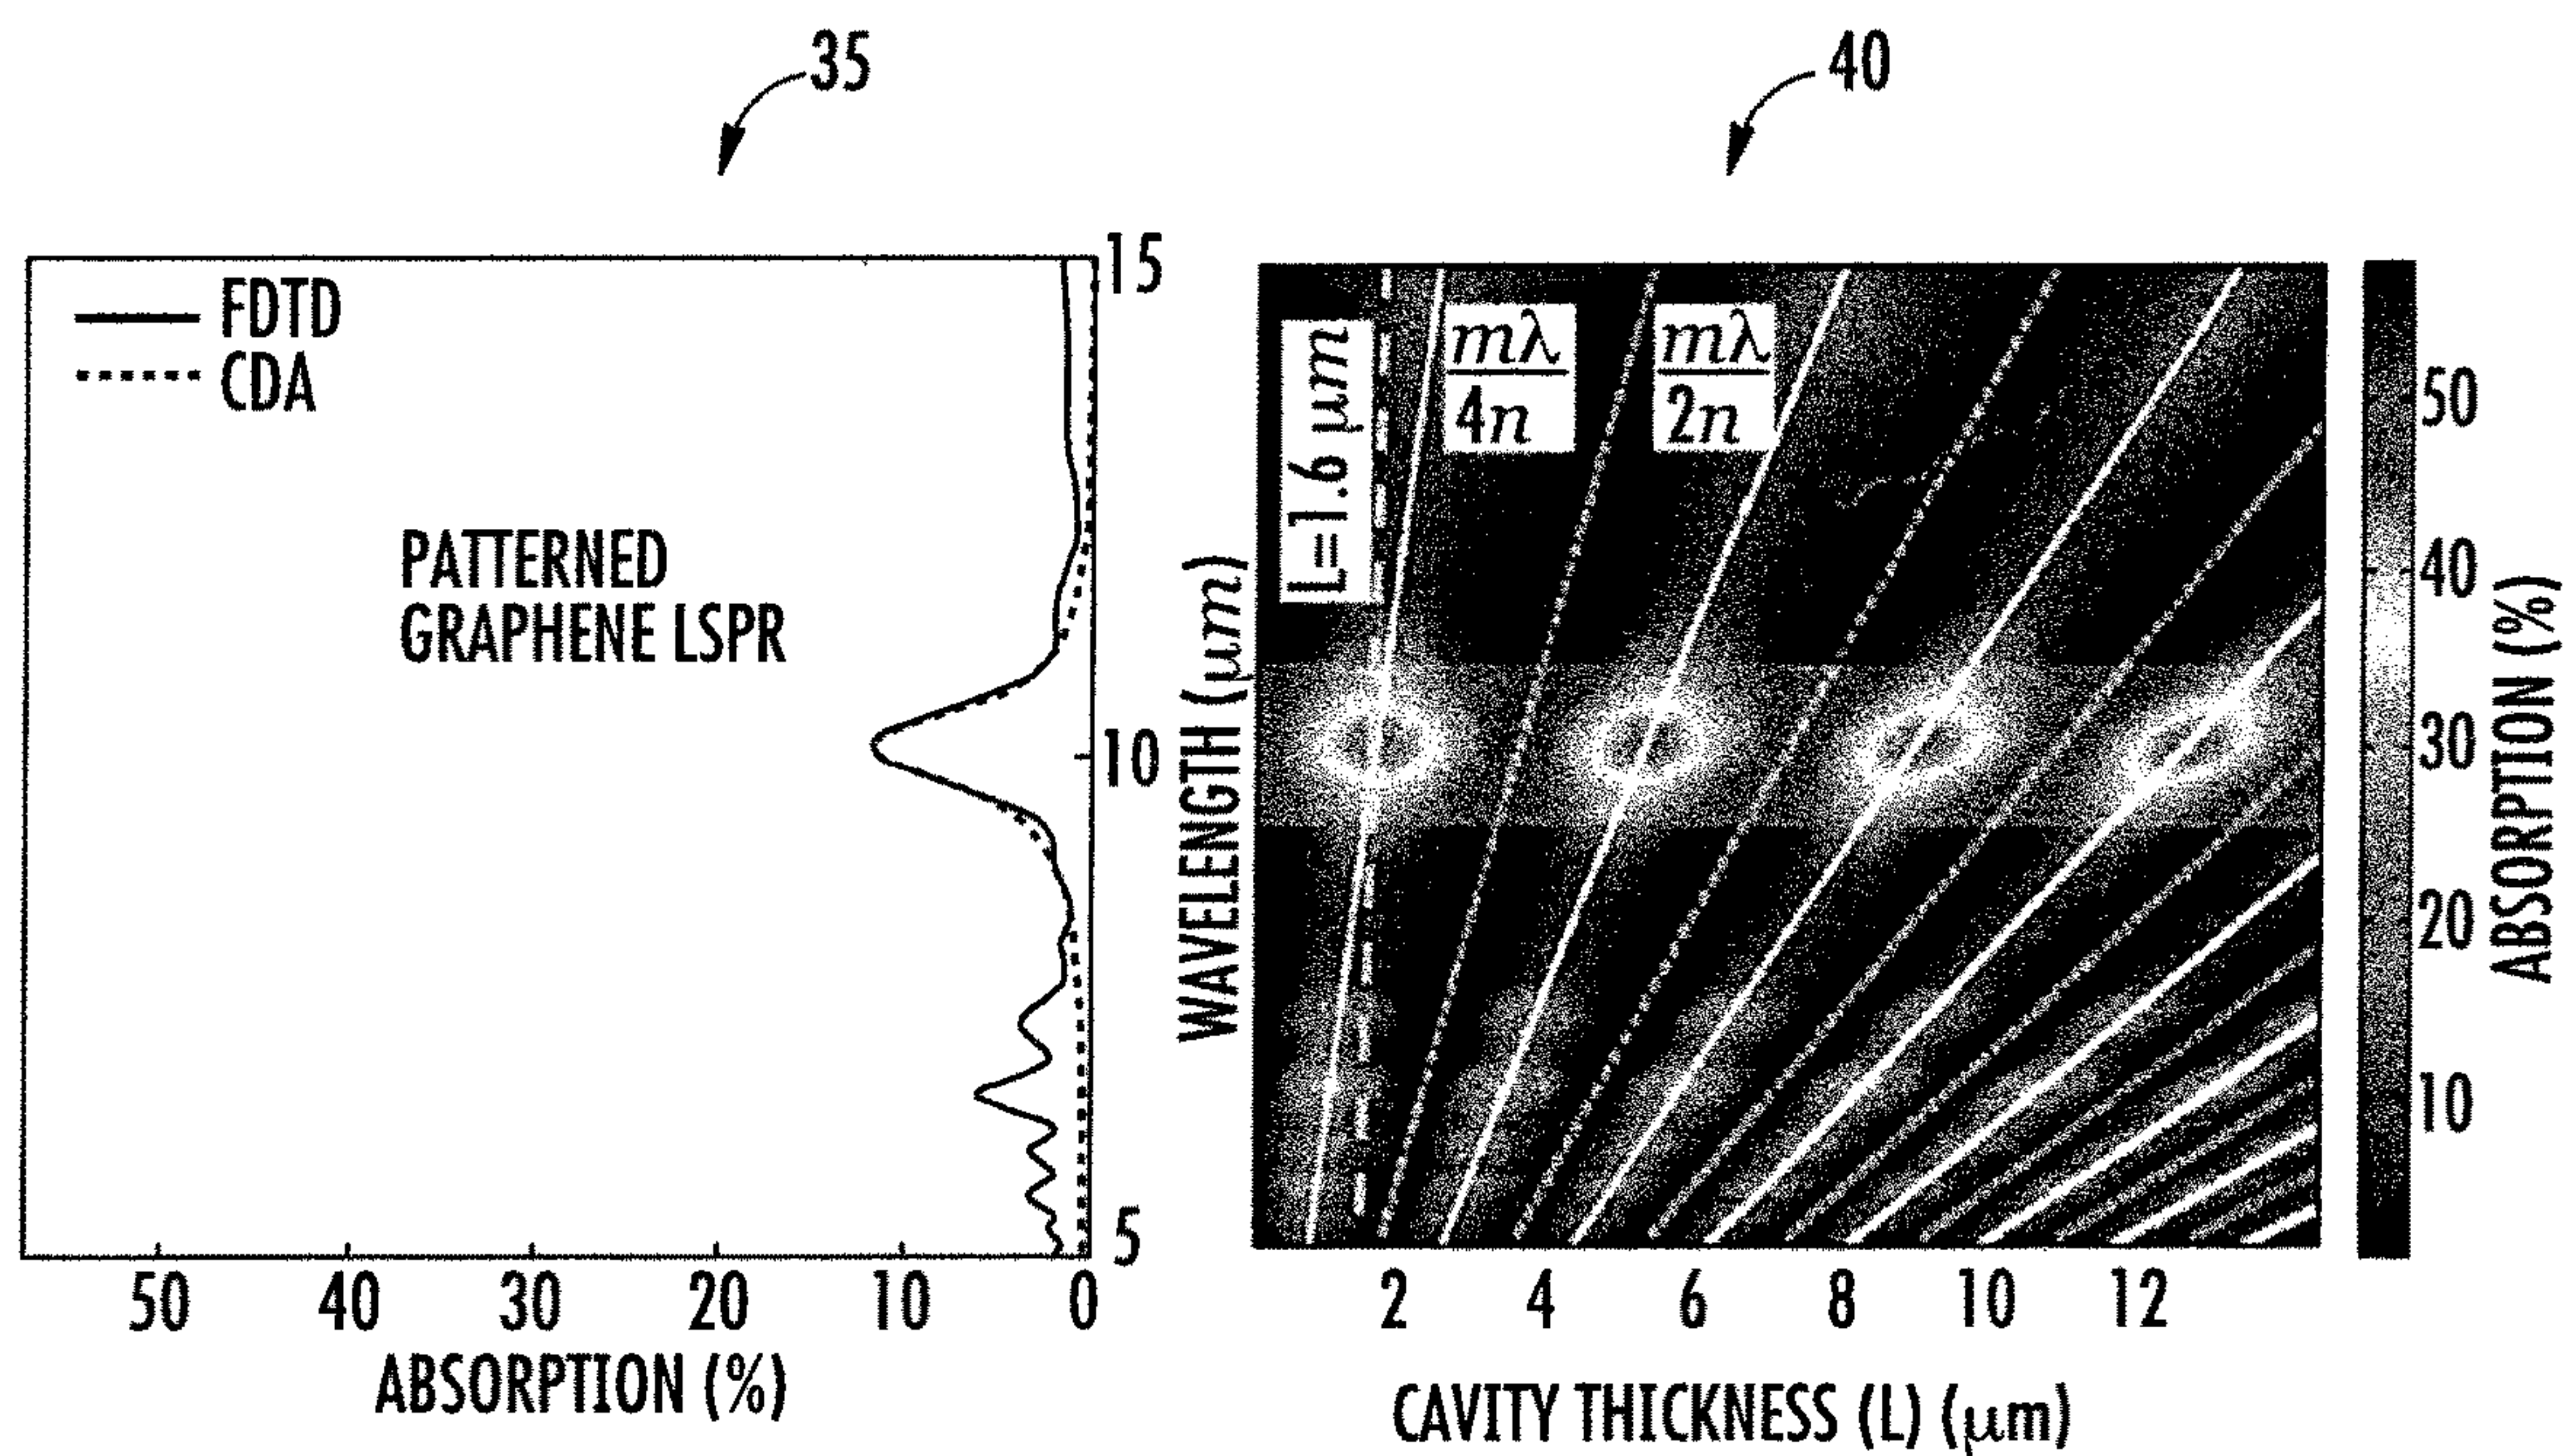 35
40
FDTD
CDA
PATTERNED
GRAPHENE LSPR
15
10
5
50 40 30 20 10 0
ABSORPTION (%)
WAVELENGTH (μm)
L=1.6 μm
mλ
4n
mλ
2n
2 4 6 8 10 12
CAVITY THICKNESS (L) (μm)
50
40
30
20
10
ABSORPTION (%)